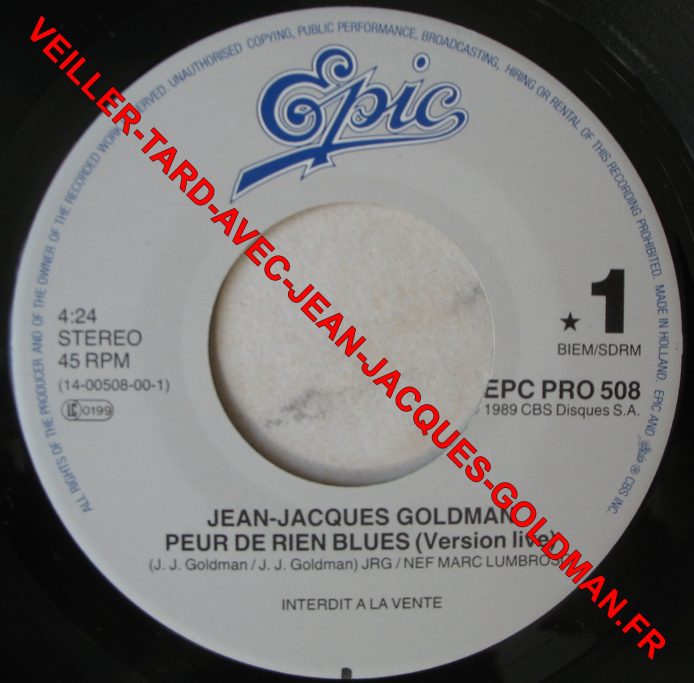 ALL RIGHTS OF THE PRODUCER AND OF THE OWNER OF THE RECORDED WORK RESERVED. UNAUTHORISED COPYING, PUBLIC PERFORMANCE, BROADCASTING, HIRING OR RENTAL OF THIS RECORDING PROHIBITED. MADE IN HOLLAND. EPIC AND Epic ® CBS INC.
Epic
VEILLER-TARD-AVEC-JEAN-JACQUES-GOLDMAN.FR
4:24
STEREO
45 RPM
(14-00508-00-1)
LC 0199
★ 1
BIEM/SDRM
EPC PRO 508
1989 CBS Disques S.A.
JEAN-JACQUES GOLDMAN
PEUR DE RIEN BLUES (Version live)
(J. J. Goldman / J. J. Goldman) JRG / NEF MARC LUMBROSO
INTERDIT A LA VENTE